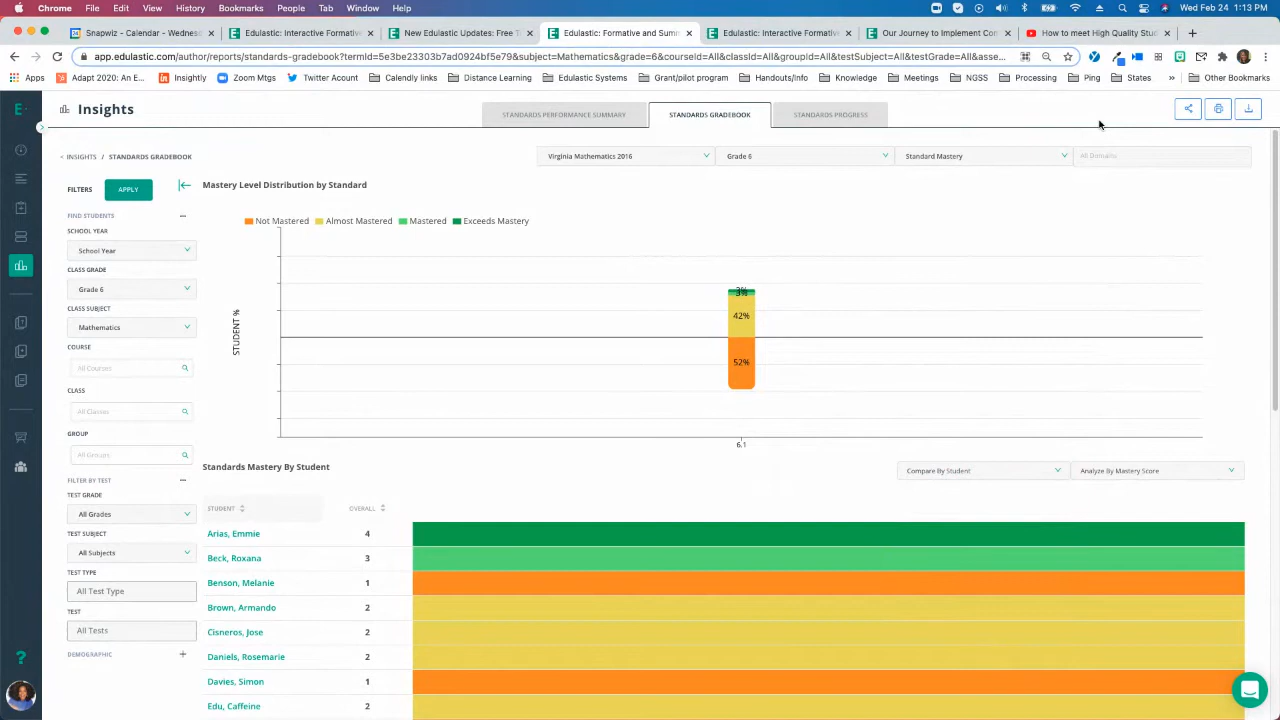 Chrome File Edit View History Bookmarks People Tab Window Help
Wed Feb 24 1:13 PM
Snapwiz - Calendar - Wednes
Edulastic: Interactive Formative
New Edulastic Updates: Free T
Edulastic: Formative and Summ
Edulastic: Interactive Formative
Our Journey to Implement Con
How to meet High Quality Stud
app.edulastic.com/author/reports/standards-gradebook?termId=5e3be23303b7ad0924bf5e79&subject=Mathematics&grade=6&courseId=All&classId=All&groupId=All&testSubject=All&testGrade=All&asse...
Apps
Adapt 2020: An E...
Insightly
Zoom Mtgs
Twitter Acount
Calendly links
Distance Learning
Edulastic Systems
Grant/pilot propos...
Handouts/Info
Knowledge
Meetings
NGSS
Processing
Ping
States
»
Other Bookmarks
Insights
STANDARDS PERFORMANCE SUMMARY
STANDARDS GRADEBOOK
STANDARDS PROGRESS
< INSIGHTS / STANDARDS GRADEBOOK
Virginia Mathematics 2016
Grade 6
Standard Mastery
All Domains
FILTERS
APPLY
Mastery Level Distribution by Standard
FIND STUDENTS
SCHOOL YEAR
School Year
CLASS GRADE
Grade 6
CLASS SUBJECT
Mathematics
COURSE
All Courses
CLASS
All Classes
GROUP
All Groups
FILTER BY TEST
TEST GRADE
All Grades
TEST SUBJECT
All Subjects
TEST TYPE
All Test Type
TEST
All Tests
DEMOGRAPHIC +
Not Mastered Almost Mastered Mastered Exceeds Mastery
STUDENT %
3%
3%
42%
52%
6.1
Standards Mastery By Student
Compare By Student
Analyze By Mastery Score
STUDENT OVERALL
Arias, Emmie 4
Beck, Roxana 3
Benson, Melanie 1
Brown, Armando 2
Cisneros, Jose 2
Daniels, Rosemarie 2
Davies, Simon 1
Edu, Caffeine 2
?